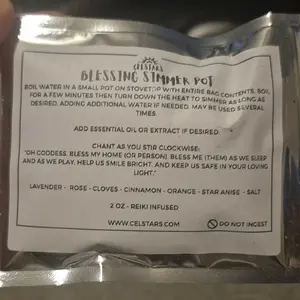 CELSTARS
BLESSING SIMMER POT
BOIL WATER IN A SMALL POT ON STOVETOP WITH ENTIRE BAG CONTENTS. BOIL
FOR A FEW MINUTES THEN TURN DOWN THE HEAT TO SIMMER AS LONG AS
DESIRED, ADDING ADDITIONAL WATER IF NEEDED. MAY BE USED SEVERAL
TIMES.
ADD ESSENTIAL OIL OR EXTRACT IF DESIRED.
CHANT AS YOU STIR CLOCKWISE:
"OH GODDESS, BLESS MY HOME (OR PERSON). BLESS ME (THEM) AS WE SLEEP
AND AS WE PLAY. HELP US SMILE BRIGHT, AND KEEP US SAFE IN YOUR LOVING
LIGHT."
LAVENDER - ROSE - CLOVES - CINNAMON - ORANGE - STAR ANISE - SALT
2 OZ - REIKI INFUSED
WWW.CELSTARS.COM
DO NOT INGEST